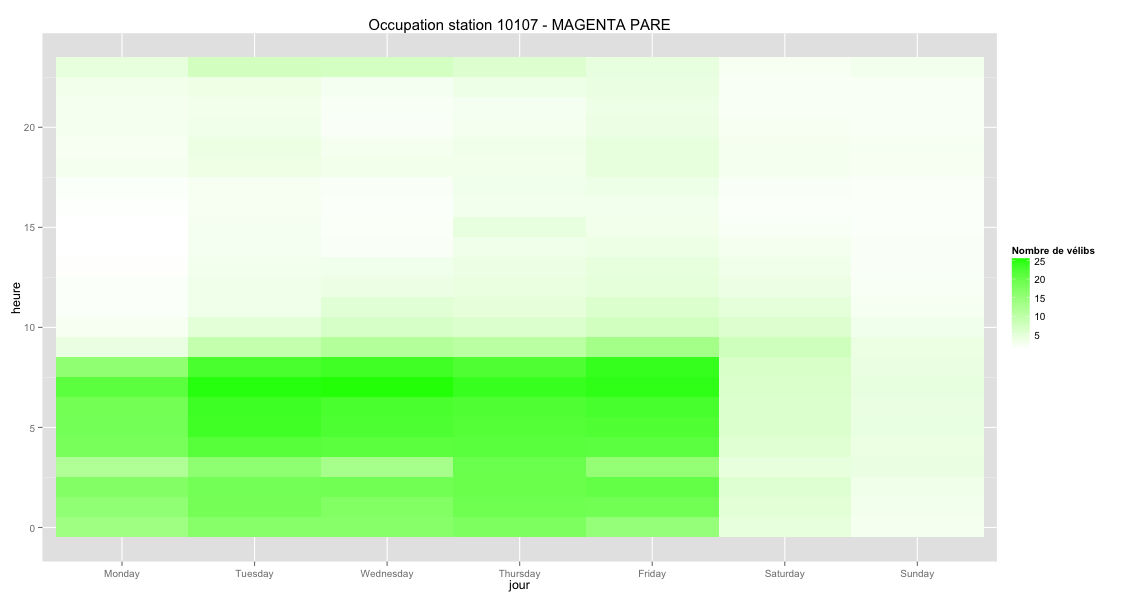 Occupation station 10107 - MAGENTA PARE
20
15
10
5
0
heure
Monday Tuesday Wednesday Thursday Friday Saturday Sunday
jour
Nombre de vélibs
25
20
15
10
5